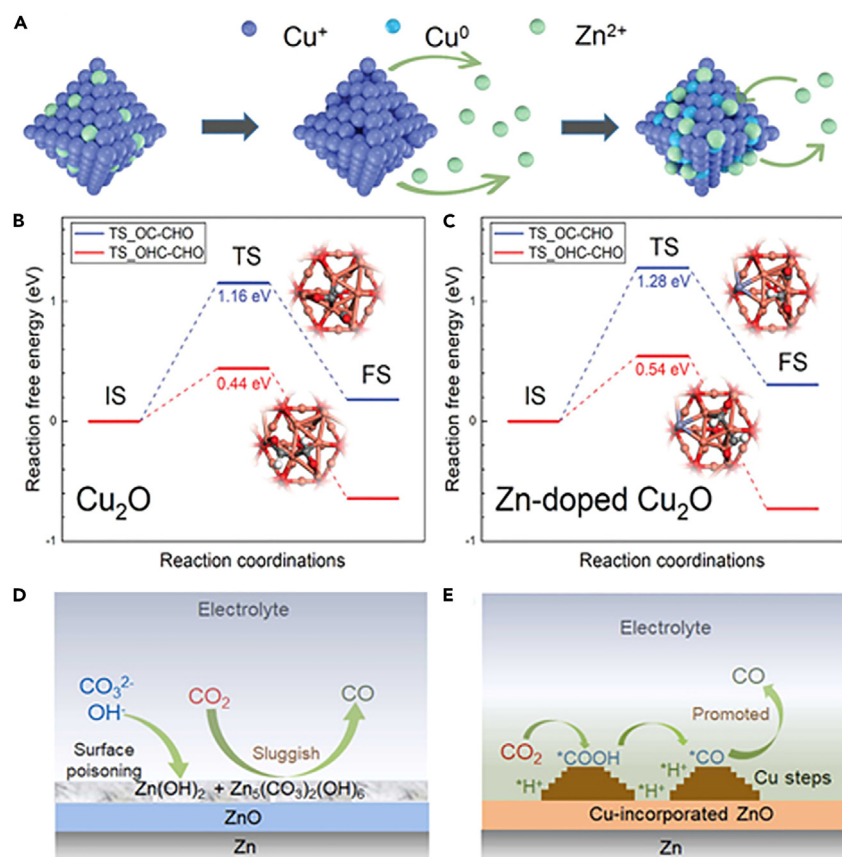 A
Cu⁺ Cu⁰ Zn²⁺
B
TS_OC-CHO
TS_OHC-CHO
Reaction free energy (eV)
1
0
-1
TS
1.16 eV
IS
FS
0.44 eV
Cu₂O
Reaction coordinations
C
TS_OC-CHO
TS_OHC-CHO
Reaction free energy (eV)
1
0
-1
TS
1.28 eV
IS
FS
0.54 eV
Zn-doped Cu₂O
Reaction coordinations
D
Electrolyte
CO₃²⁻
OH⁻
CO₂
CO
Surface
poisoning
Sluggish
Zn(OH)₂ + Zn₅(CO₃)₂(OH)₆
ZnO
Zn
E
Electrolyte
CO
Promoted
CO₂
*COOH
*CO
*H⁺
*H⁺
*H⁺
Cu steps
Cu-incorporated ZnO
Zn